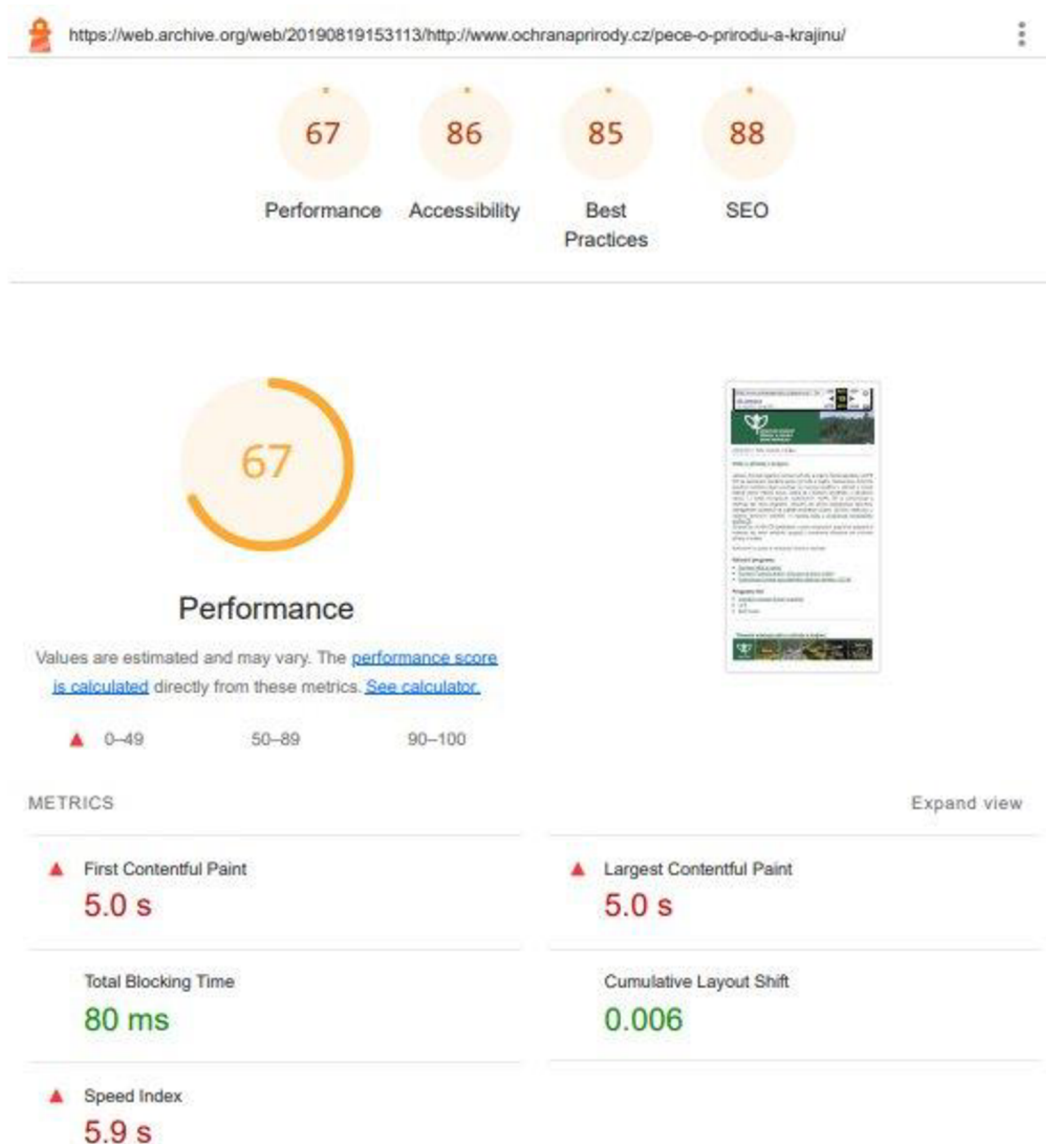 https://web.archive.org/web/20190819153113/http://www.ochranaprirody.cz/pece-o-prirodu-a-krajinu/
67 86 85 88
Performance Accessibility Best Practices SEO
67
Performance
Values are estimated and may vary. The performance score
is calculated directly from these metrics. See calculator.
0–49 50–89 90–100
METRICS Expand view
First Contentful Paint Largest Contentful Paint
5.0 s 5.0 s
Total Blocking Time Cumulative Layout Shift
80 ms 0.006
Speed Index
5.9 s